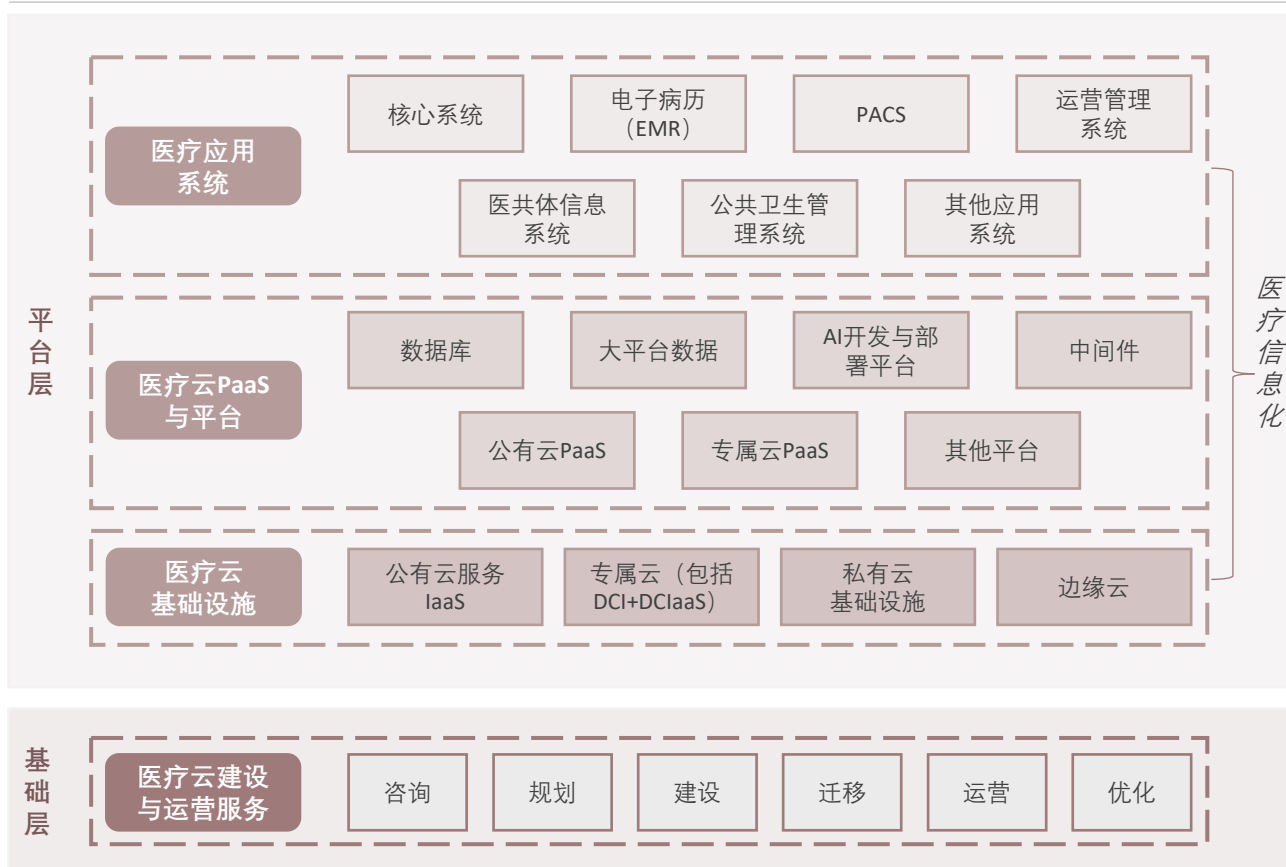 平台层
医疗应用
系统
核心系统
电子病历
（EMR）
PACS
运营管理
系统
医共体信息
系统
公共卫生管
理系统
其他应用
系统
医疗云PaaS
与平台
数据库
大平台数据
AI开发与部
署平台
中间件
公有云PaaS
专属云PaaS
其他平台
医疗云
基础设施
公有云服务
IaaS
专属云（包括
DCI+DCIaaS）
私有云
基础设施
边缘云
医疗信息化
基础层
医疗云建设
与运营服务
咨询
规划
建设
迁移
运营
优化